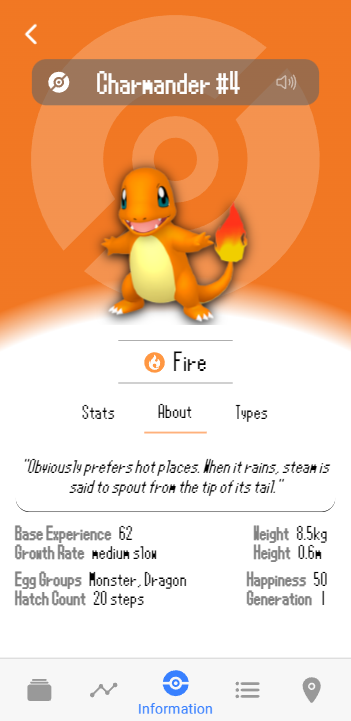 Charmander #4
Fire
Stats About Types
"Obviously prefers hot places. When it rains, steam is
said to spout from the tip of its tail."
Base Experience 62 Weight 8.5kg
Growth Rate medium slow Height 0.6m
Egg Groups Monster, Dragon Happiness 50
Hatch Count 20 steps Generation 1
Information